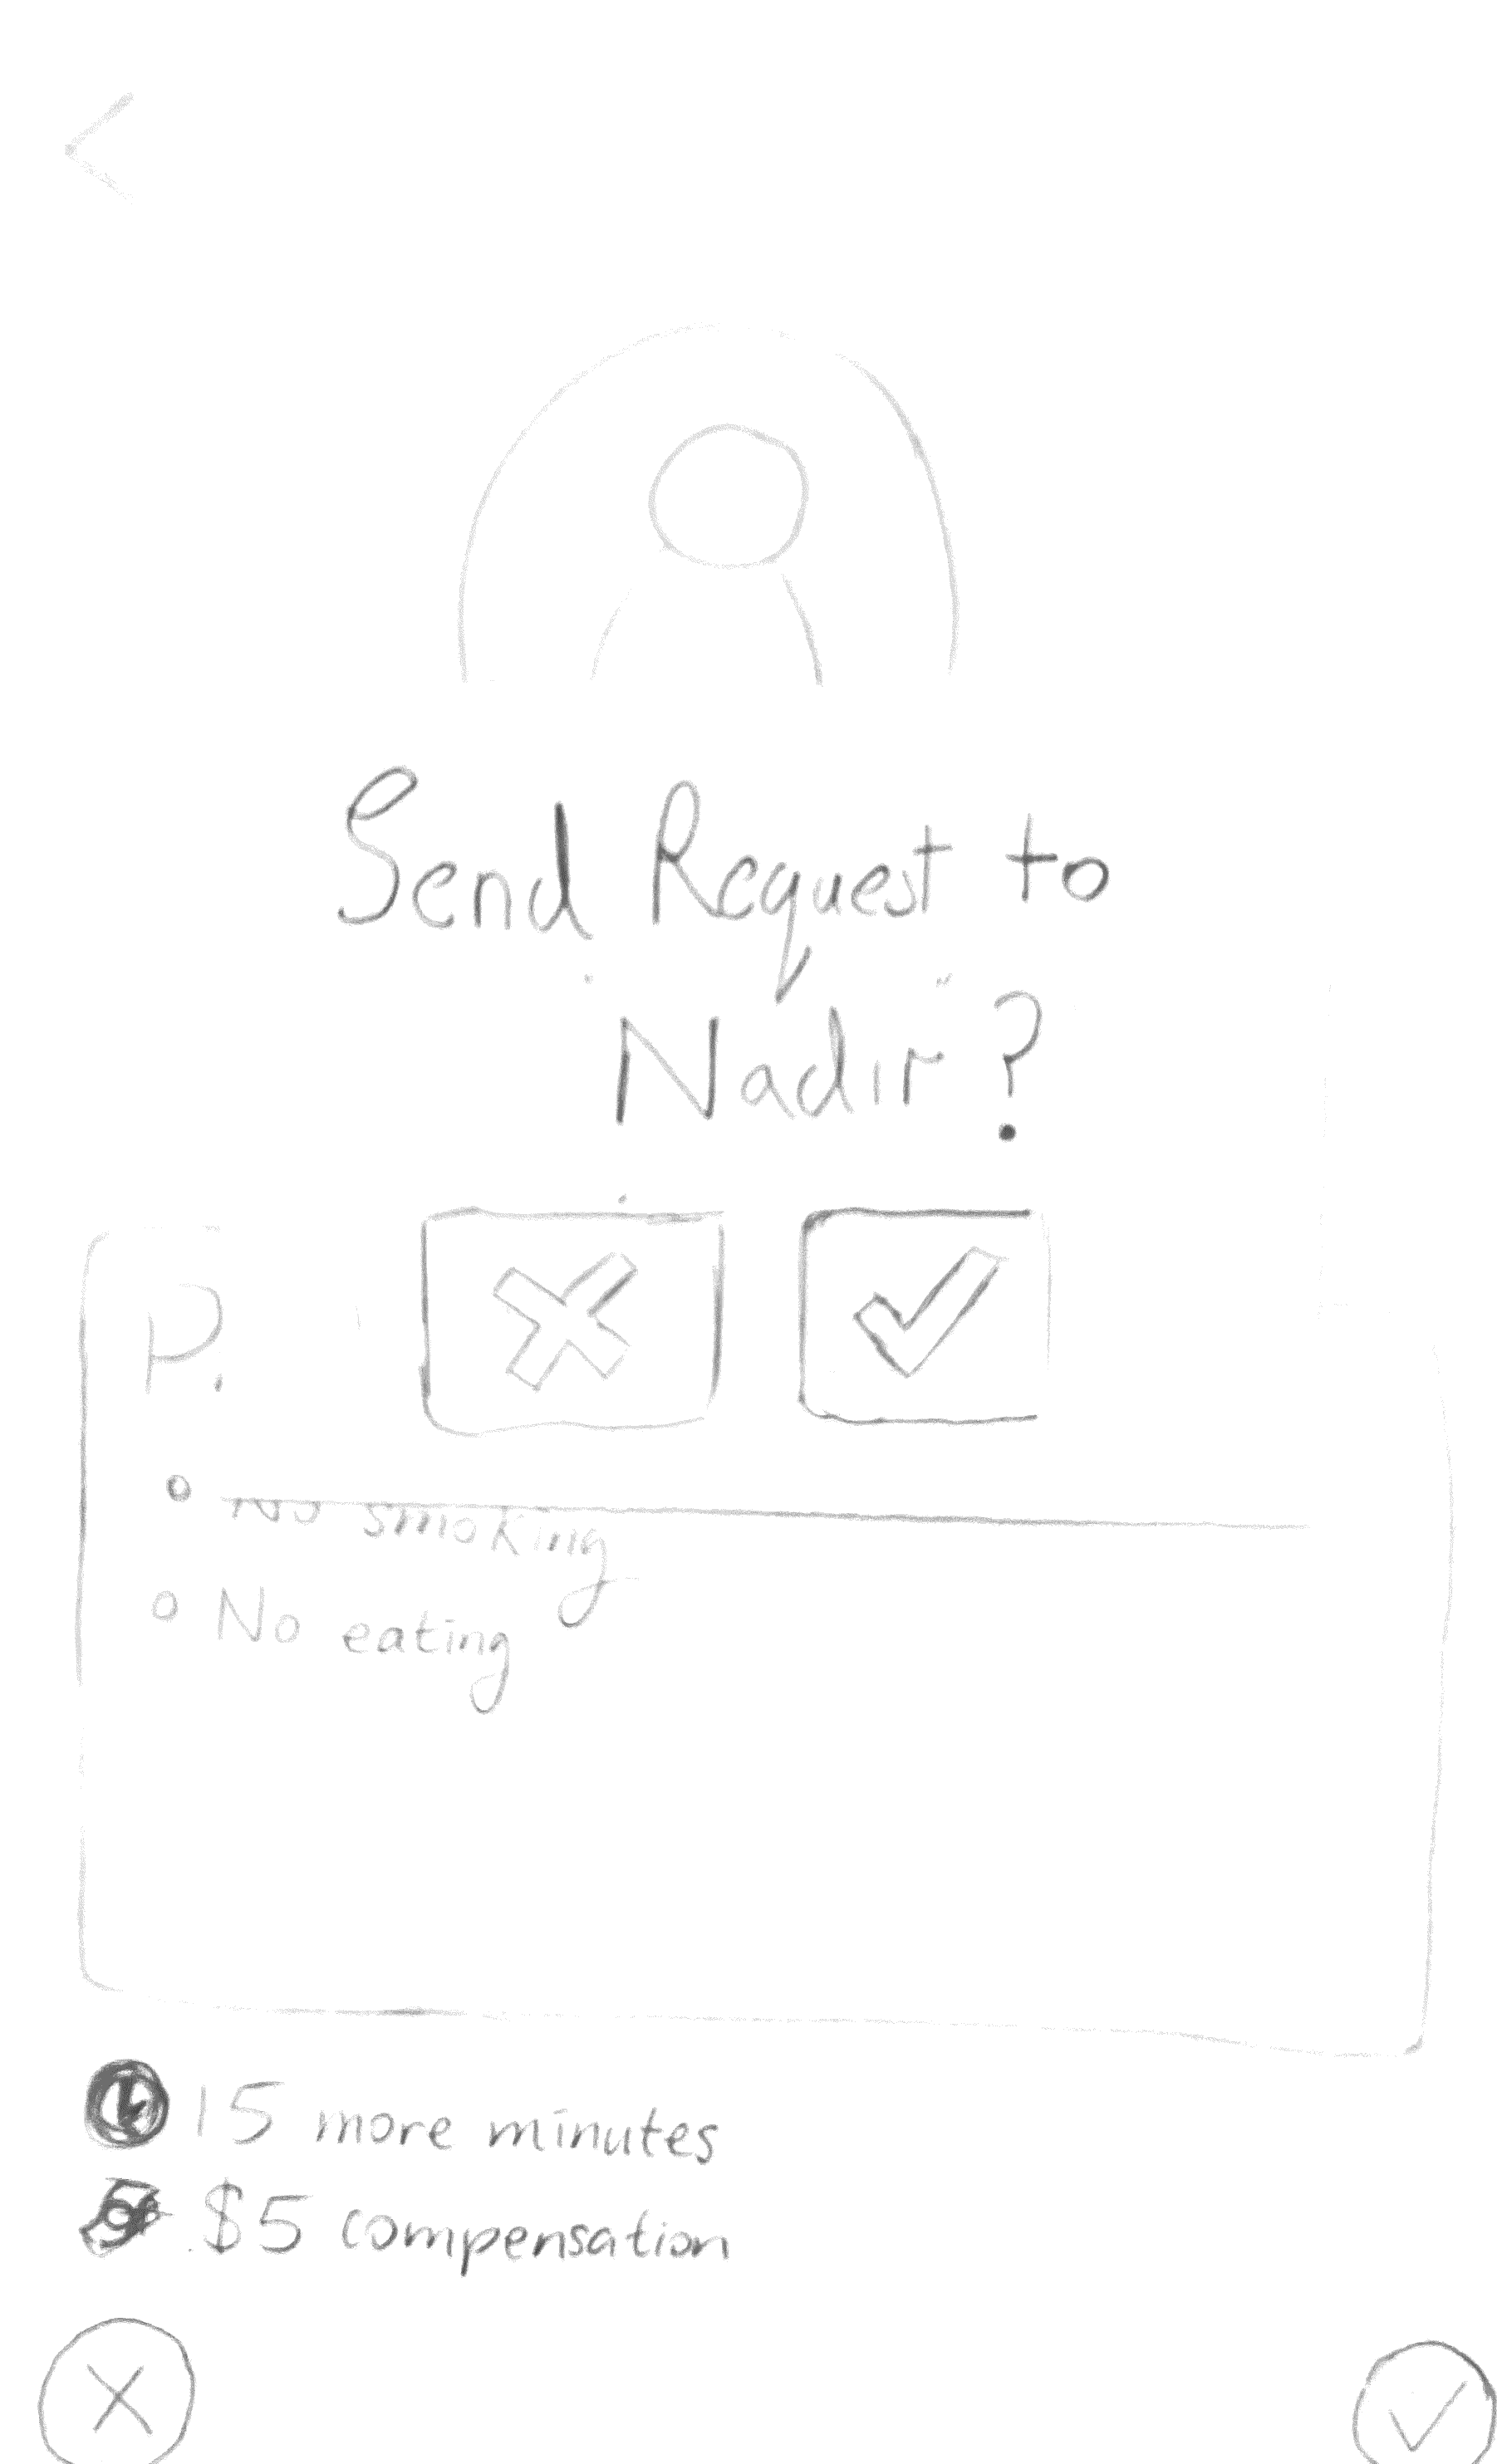 Send Request to
"Nadir"?
P.
No smoking
No eating
15 more minutes
$5 compensation